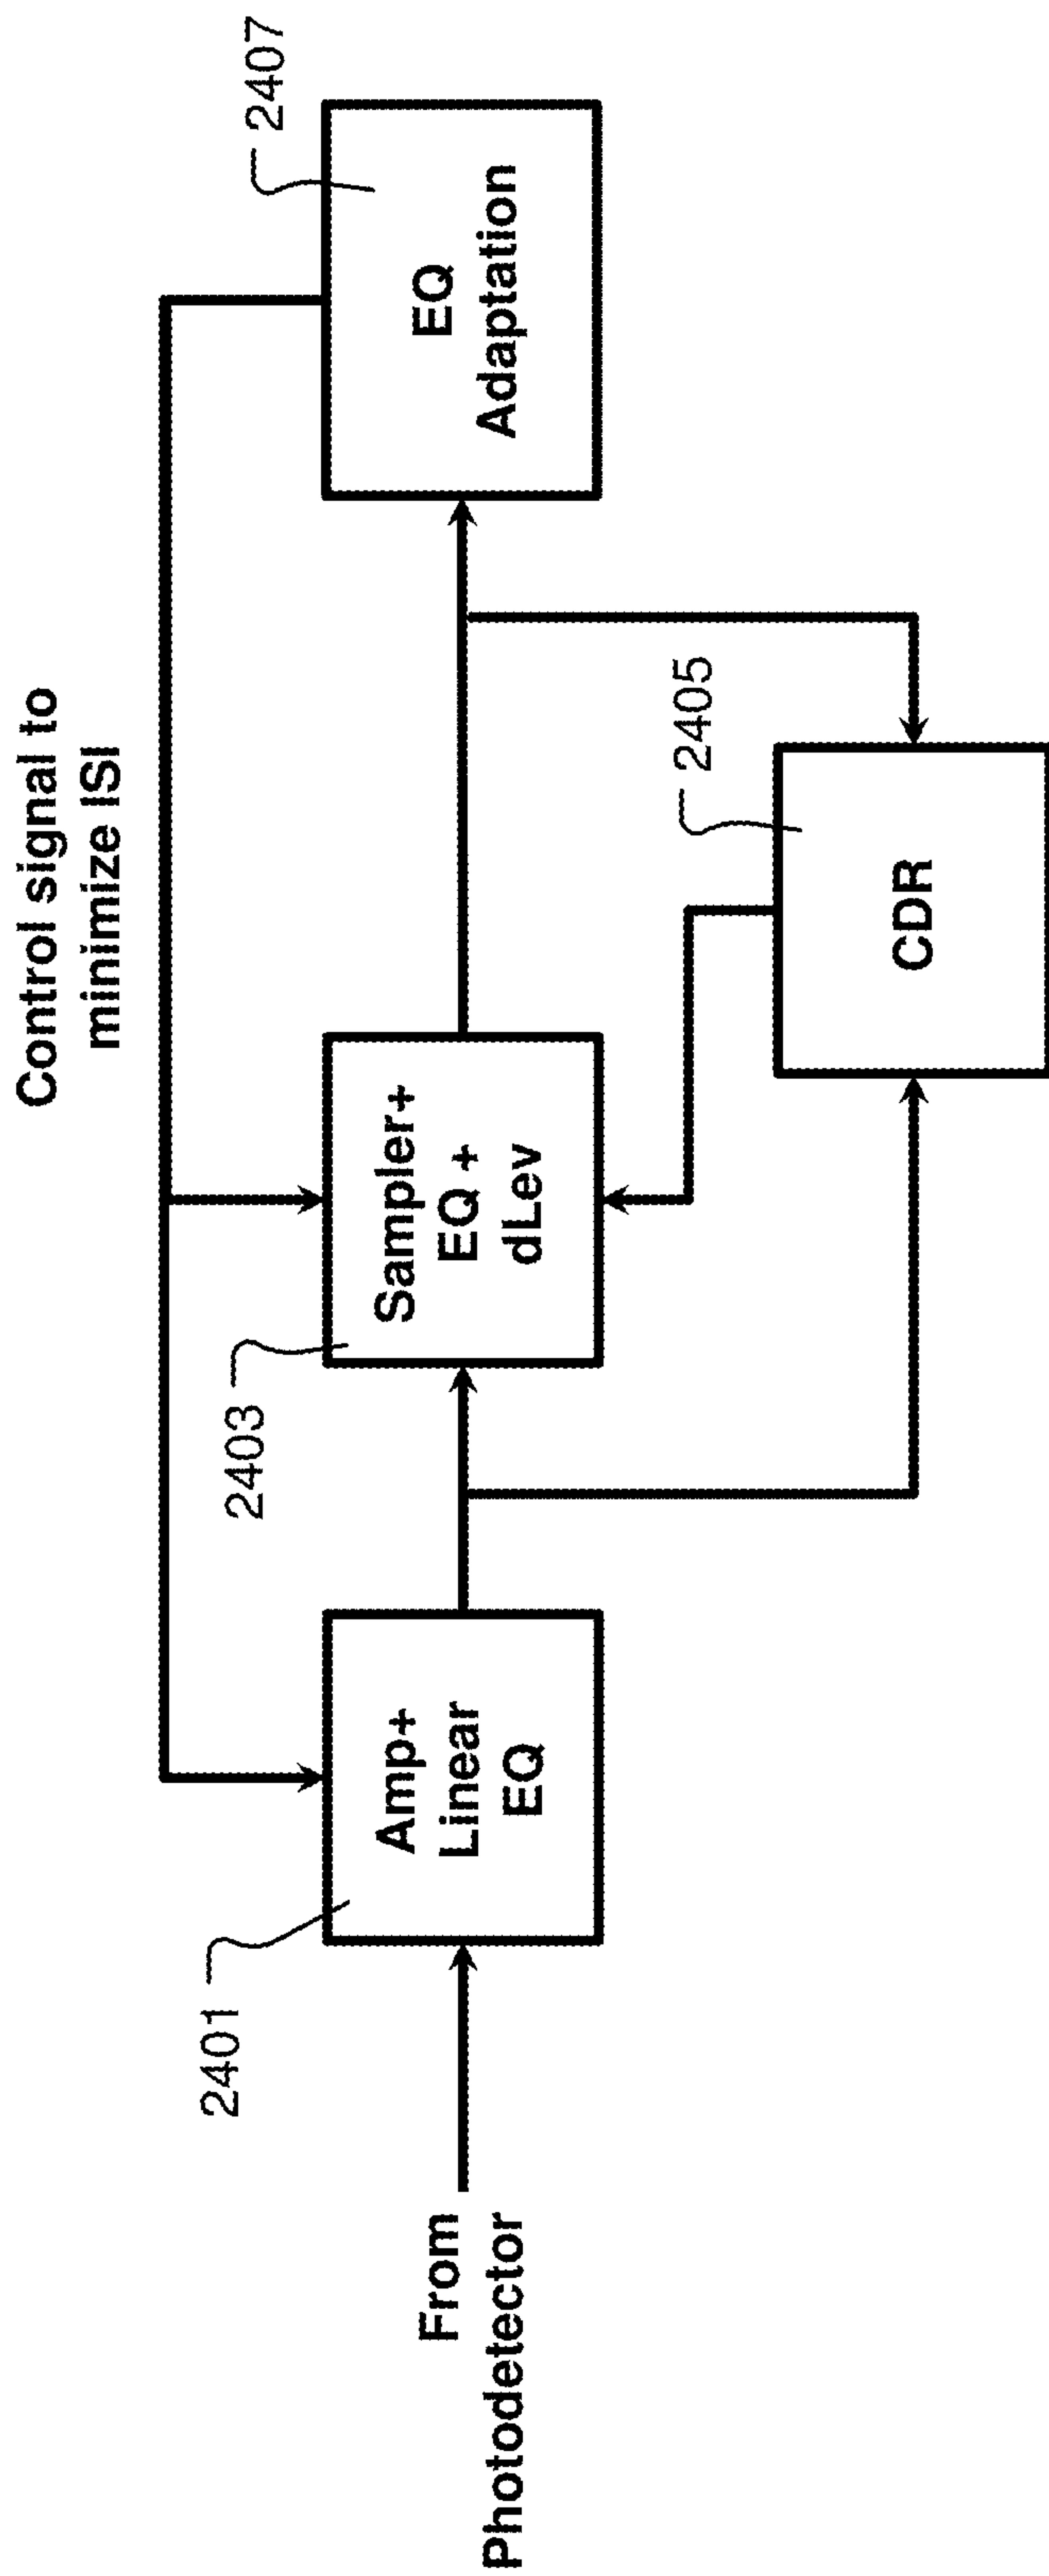 Control signal to
minimize ISI
2401
2403
2407
From
Photodetector
Amp+
Linear
EQ
Sampler+
EQ +
dLev
EQ
Adaptation
2405
CDR